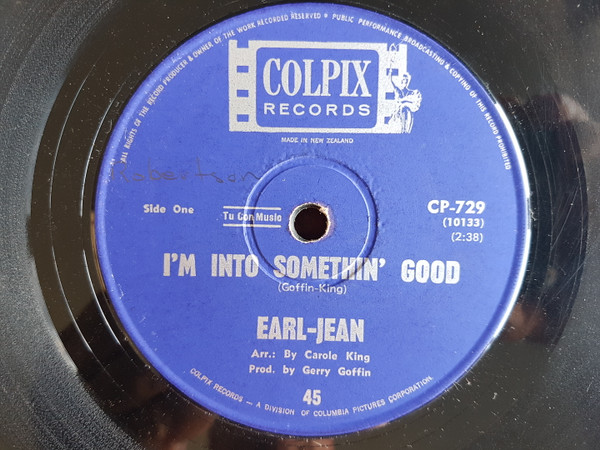 ALL RIGHTS OF THE RECORD PRODUCER & OWNER OF THE WORK RECORDED RESERVED • PUBLIC PERFORMANCE BROADCASTING & COPYING OF THIS RECORD PROHIBITED
COLPIX
RECORDS
MADE IN NEW ZEALAND
Side One
Tu Con Music
CP-729
(10133)
(2:38)
I'M INTO SOMETHIN' GOOD
(Goffin-King)
EARL-JEAN
Arr.: By Carole King
Prod. by Gerry Goffin
45
COLPIX RECORDS — A DIVISION OF COLUMBIA PICTURES CORPORATION